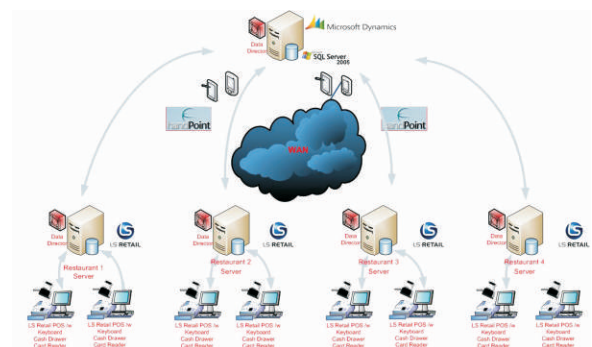 Microsoft Dynamics
Data
Director
SQL Server
2005
handPoint
handPoint
WAN
Data
Director
LS RETAIL
Restaurant 1
Server
Data
Director
LS RETAIL
Restaurant 2
Server
Data
Director
LS RETAIL
Restaurant 3
Server
Data
Director
LS RETAIL
Restaurant 4
Server
LS Retail POS /w
Keyboard
Cash Drawer
Card Reader
LS Retail POS /w
Keyboard
Cash Drawer
Card Reader
LS Retail POS /w
Keyboard
Cash Drawer
Card Reader
LS Retail POS /w
Keyboard
Cash Drawer
Card Reader
LS Retail POS /w
Keyboard
Cash Drawer
Card Reader
LS Retail POS /w
Keyboard
Cash Drawer
Card Reader
LS Retail POS /w
Keyboard
Cash Drawer
Card Reader
LS Retail POS /w
Keyboard
Cash Drawer
Card Reader